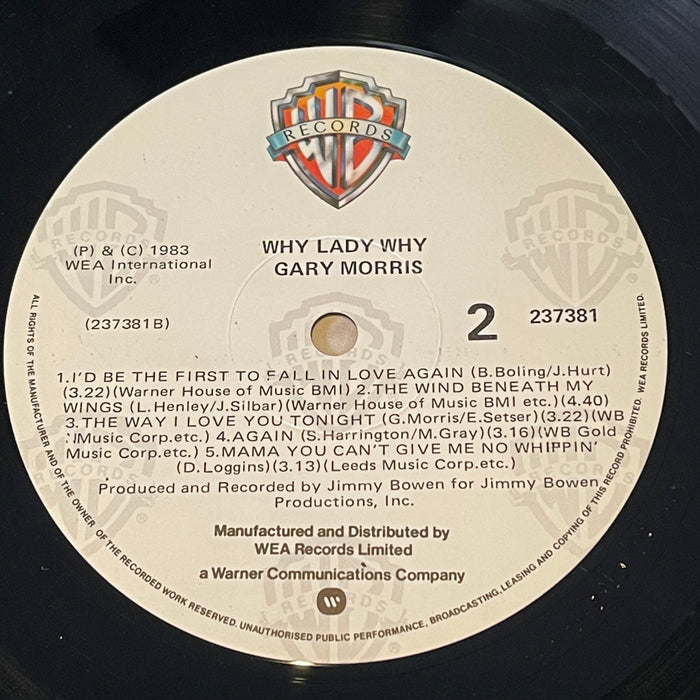 WB
RECORDS
(P) & (C) 1983
WEA International
Inc.
WHY LADY WHY
GARY MORRIS
(237381B)
2
237381
1.I'D BE THE FIRST TO FALL IN LOVE AGAIN (B.Boling/J.Hurt)
(3.22)(Warner House of Music BMI) 2.THE WIND BENEATH MY
WINGS (L.Henley/J.Silbar)(Warner House of Music BMI etc.)(4.40)
3.THE WAY I LOVE YOU TONIGHT (G.Morris/E.Setser)(3.22)(WB
Music Corp.etc.) 4.AGAIN (S.Harrington/M.Gray)(3.16)(WB Gold
Music Corp.etc.) 5.MAMA YOU CAN'T GIVE ME NO WHIPPIN'
(D.Loggins)(3.13)(Leeds Music Corp.etc.)
Produced and Recorded by Jimmy Bowen for Jimmy Bowen
Productions, Inc.
Manufactured and Distributed by
WEA Records Limited
a Warner Communications Company
ALL RIGHTS OF THE MANUFACTURER AND OF THE OWNER OF THE RECORDED WORK RESERVED. UNAUTHORISED PUBLIC PERFORMANCE, BROADCASTING, LEASING AND COPYING OF THIS RECORD PROHIBITED. WEA RECORDS LIMITED.